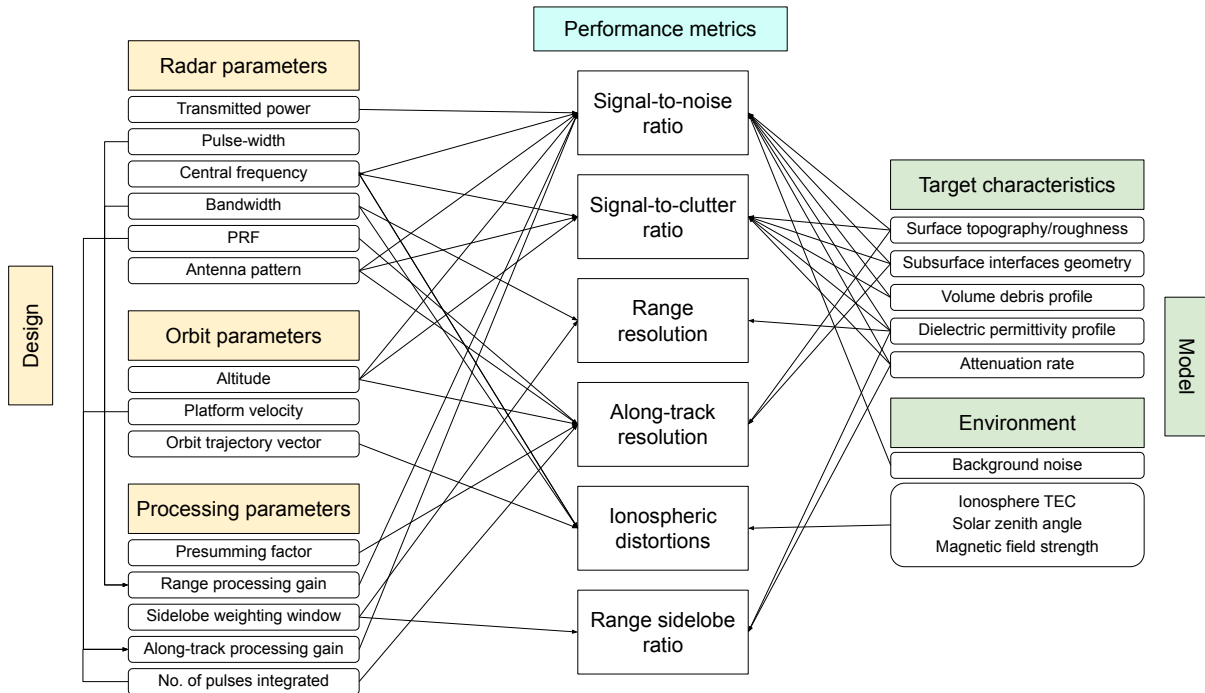 Performance metrics
Design
Radar parameters
Transmitted power
Pulse-width
Central frequency
Bandwidth
PRF
Antenna pattern
Orbit parameters
Altitude
Platform velocity
Orbit trajectory vector
Processing parameters
Presumming factor
Range processing gain
Sidelobe weighting window
Along-track processing gain
No. of pulses integrated
Signal-to-noise
ratio
Signal-to-clutter
ratio
Range
resolution
Along-track
resolution
Ionospheric
distortions
Range sidelobe
ratio
Target characteristics
Surface topography/roughness
Subsurface interfaces geometry
Volume debris profile
Dielectric permittivity profile
Attenuation rate
Environment
Background noise
Ionosphere TEC
Solar zenith angle
Magnetic field strength
Model